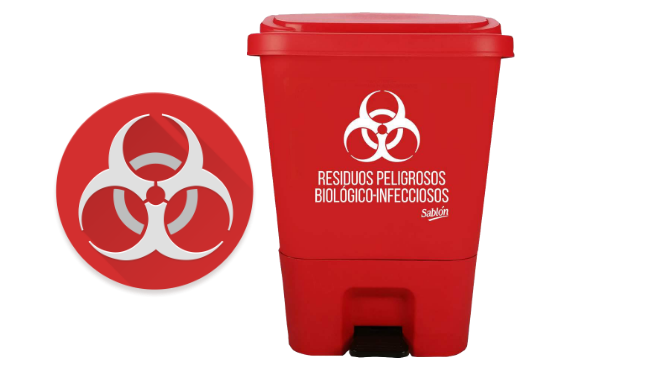 RESIDUOS PELIGROSOS
BIOLÓGICO-INFECCIOSOS
Sablón